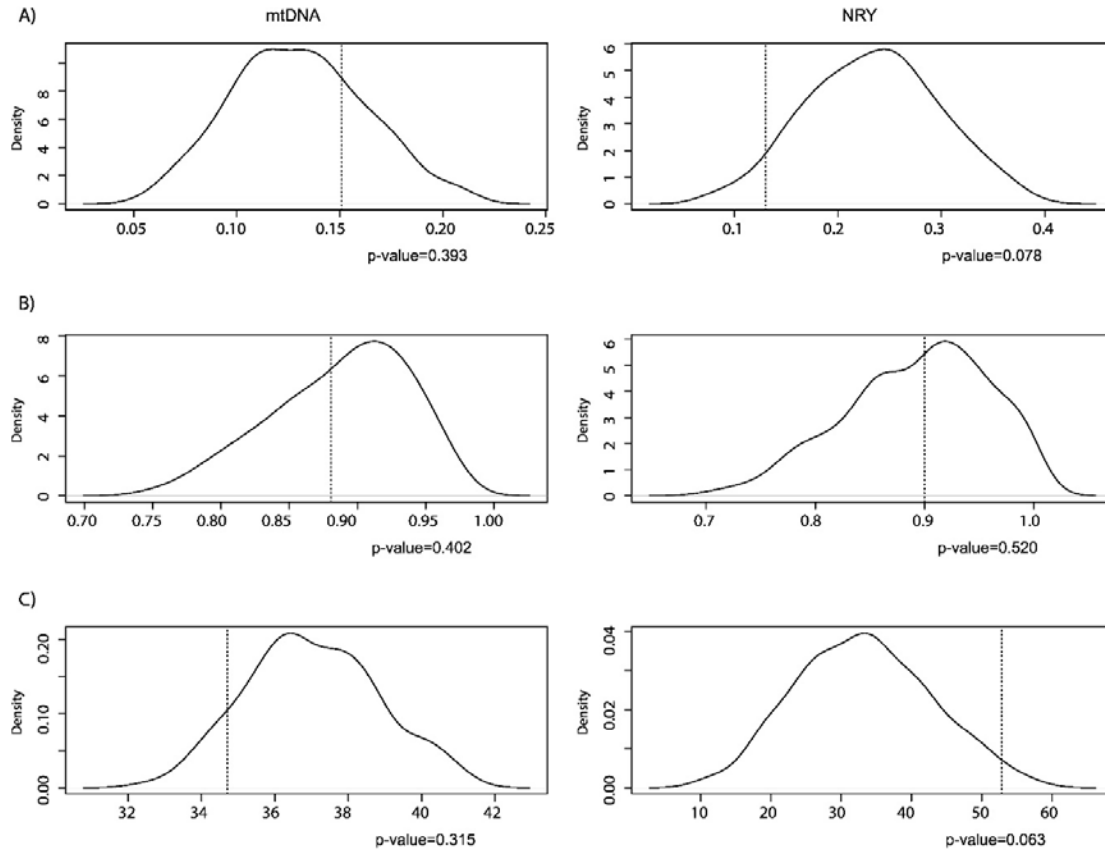 A)
mtDNA
NRY
Density
0 2 4 6 8
0.05 0.10 0.15 0.20 0.25
p-value=0.393
Density
0 1 2 3 4 5 6
0.1 0.2 0.3 0.4
p-value=0.078
B)
Density
0 2 4 6 8
0.70 0.75 0.80 0.85 0.90 0.95 1.00
p-value=0.402
Density
0 1 2 3 4 5 6
0.7 0.8 0.9 1.0
p-value=0.520
C)
Density
0.00 0.10 0.20
32 34 36 38 40 42
p-value=0.315
Density
0.00 0.02 0.04
10 20 30 40 50 60
p-value=0.063